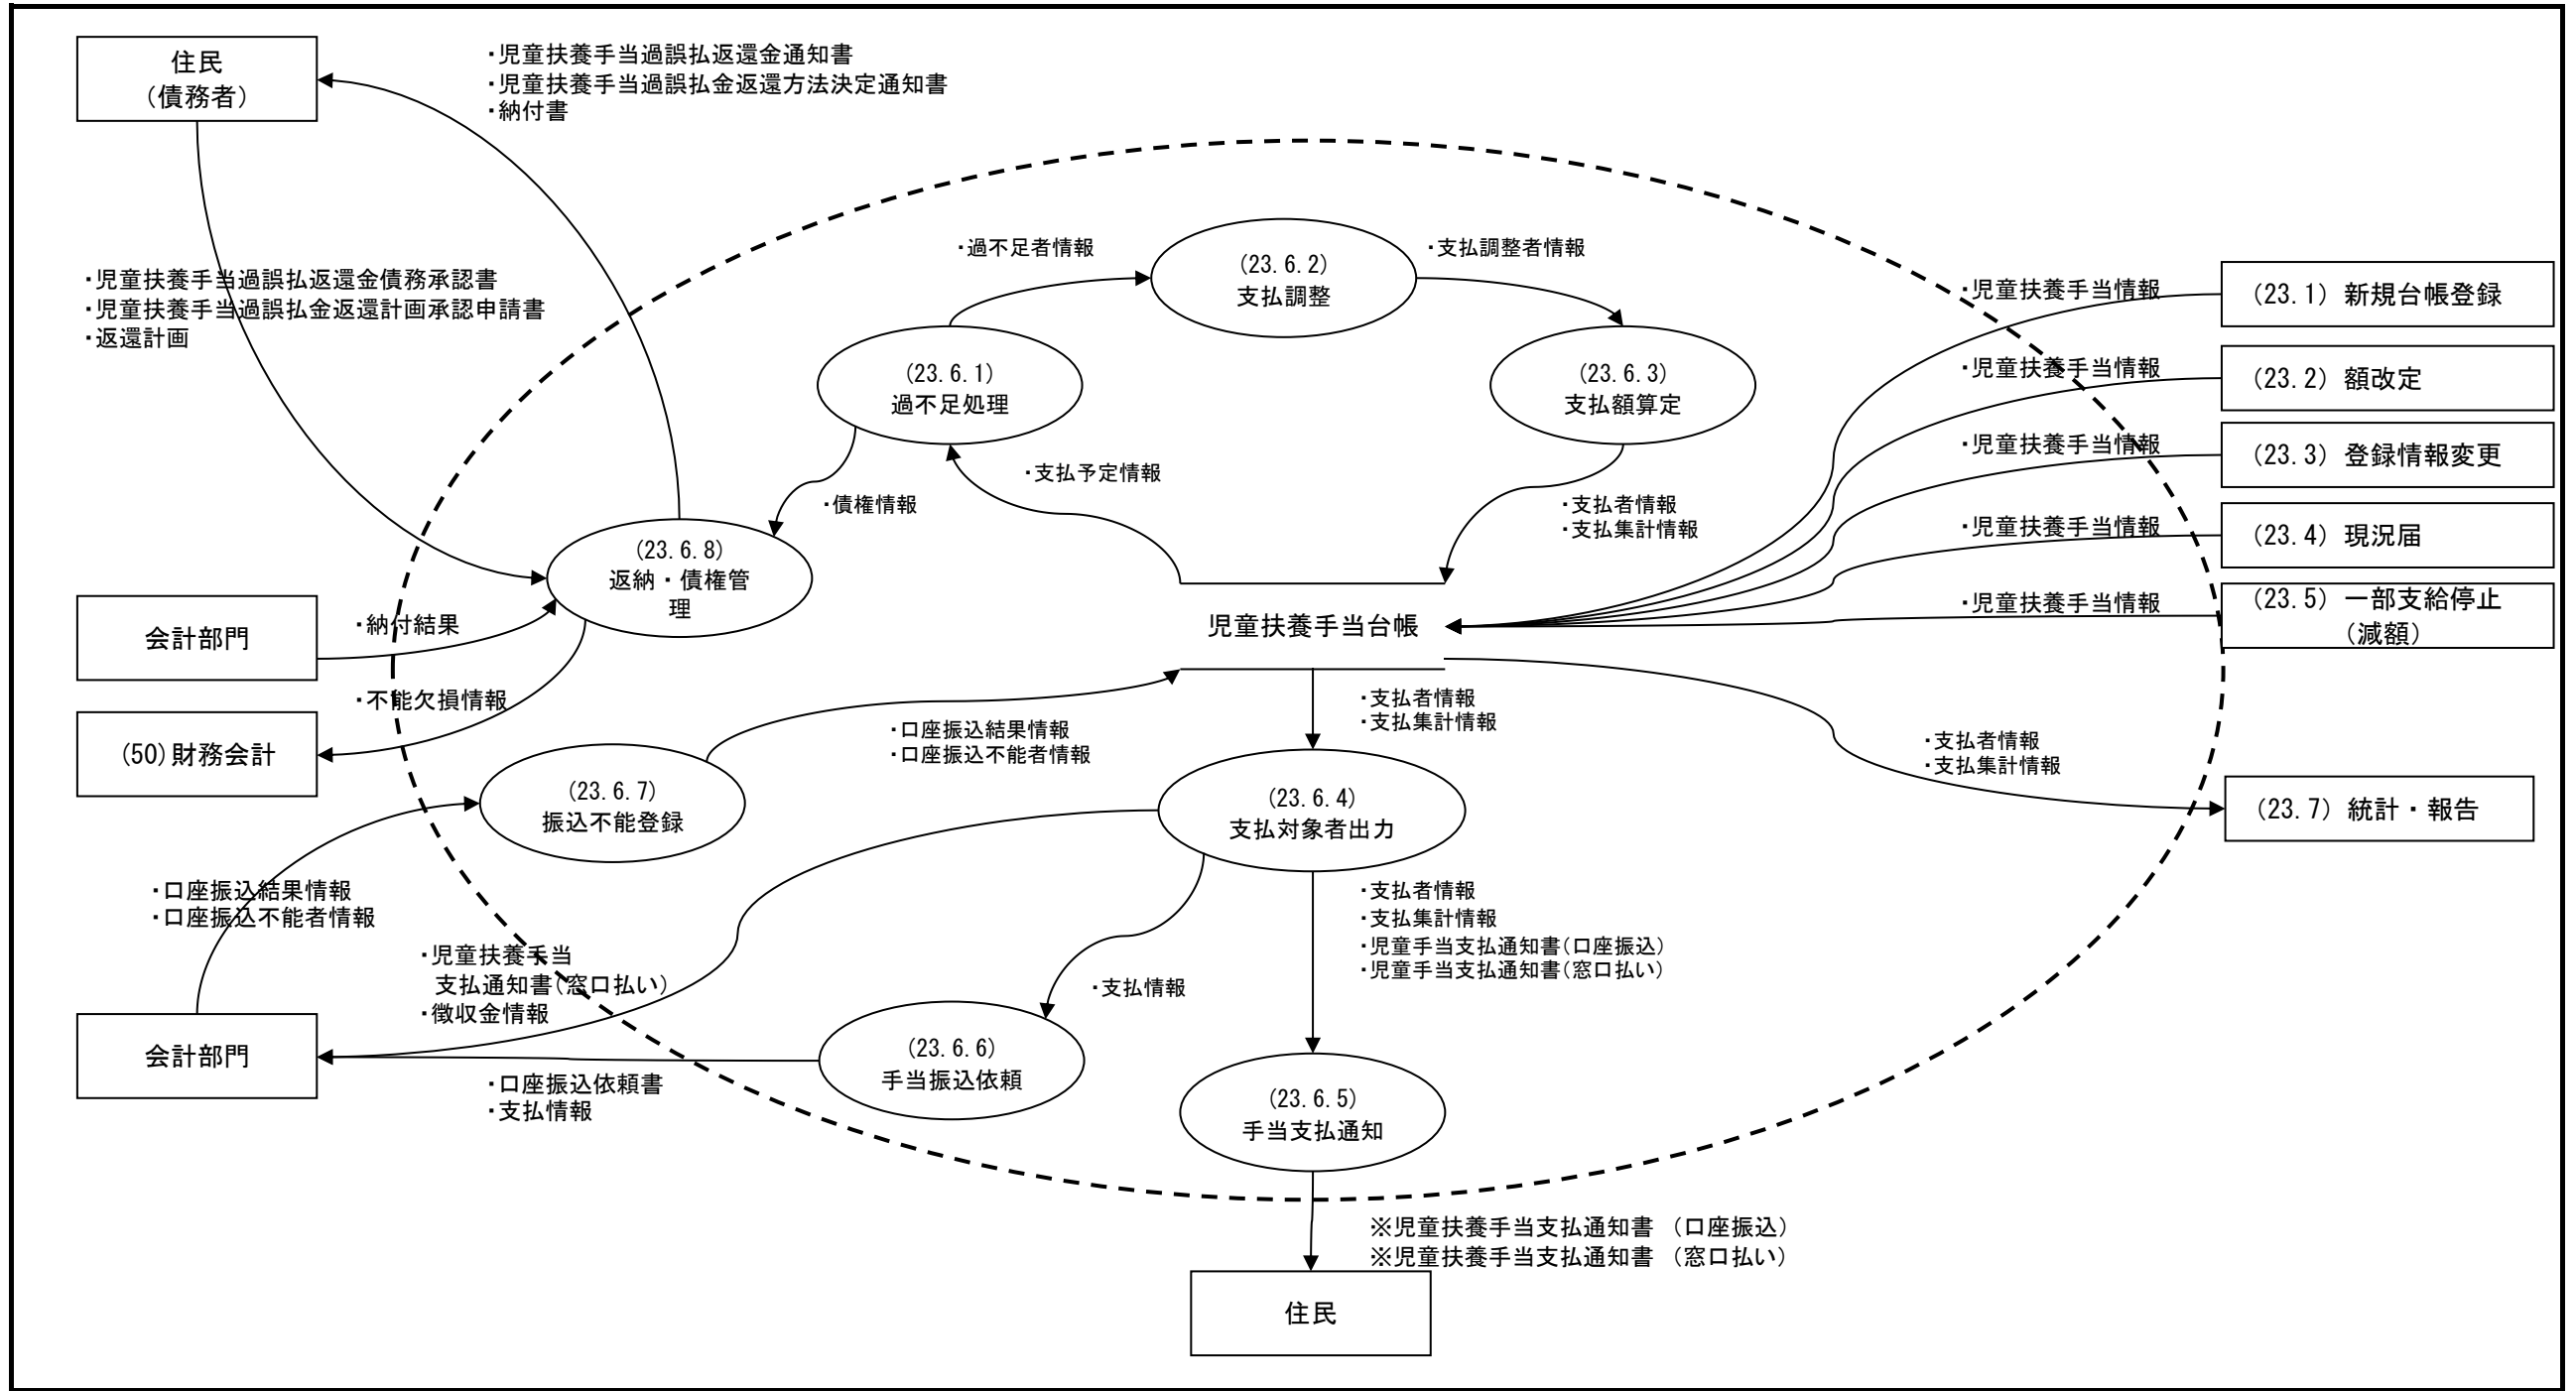 住民
（債務者）
・児童扶養手当過誤払返還金通知書
・児童扶養手当過誤払金返還方法決定通知書
・納付書
・児童扶養手当過誤払返還金債務承認書
・児童扶養手当過誤払金返還計画承認申請書
・返還計画
・過不足者情報
(23.6.2)
支払調整
・支払調整者情報
(23.6.1)
過不足処理
(23.6.3)
支払額算定
・児童扶養手当情報
(23.1) 新規台帳登録
・児童扶養手当情報
(23.2) 額改定
・児童扶養手当情報
(23.3) 登録情報変更
・児童扶養手当情報
(23.4) 現況届
・児童扶養手当情報
(23.5) 一部支給停止
（減額）
・債権情報
・支払予定情報
・支払者情報
・支払集計情報
(23.6.8)
返納・債権管
理
会計部門
・納付結果
児童扶養手当台帳
・不能欠損情報
(50)財務会計
(23.6.7)
振込不能登録
・口座振込結果情報
・口座振込不能者情報
・支払者情報
・支払集計情報
・支払者情報
・支払集計情報
(23.7) 統計・報告
(23.6.4)
支払対象者出力
・口座振込結果情報
・口座振込不能者情報
・児童扶養手当
支払通知書（窓口払い）
・徴収金情報
・支払情報
・支払者情報
・支払集計情報
・児童手当支払通知書（口座振込）
・児童手当支払通知書（窓口払い）
会計部門
(23.6.6)
手当振込依頼
・口座振込依頼書
・支払情報
(23.6.5)
手当支払通知
※児童扶養手当支払通知書 （口座振込）
※児童扶養手当支払通知書 （窓口払い）
住民